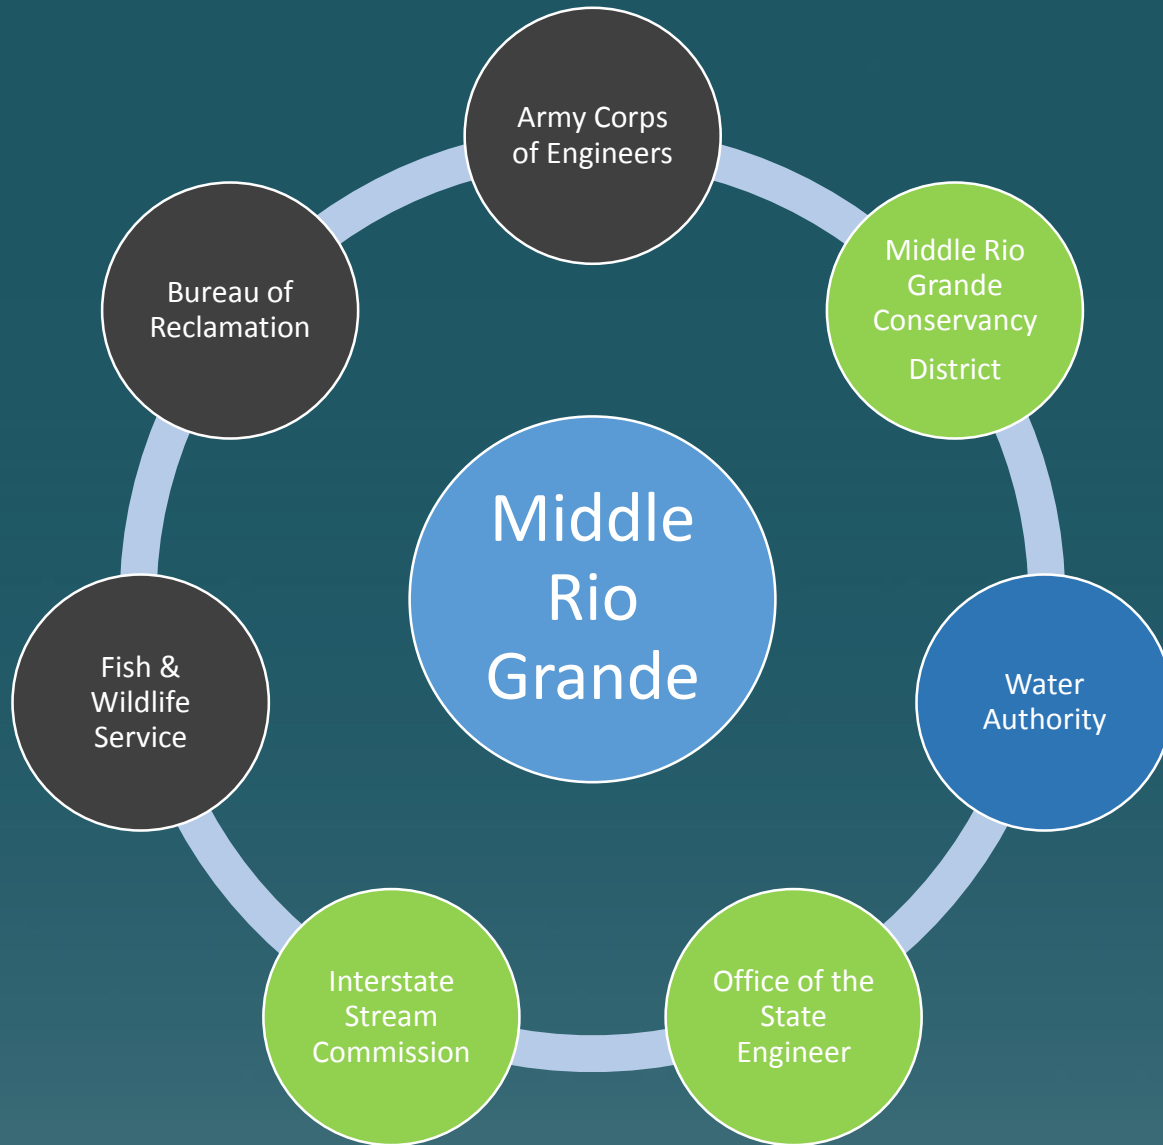 Army Corps
of Engineers
Middle Rio
Grande
Conservancy
District
Bureau of
Reclamation
Middle
Rio
Grande
Fish &
Wildlife
Service
Water
Authority
Interstate
Stream
Commission
Office of the
State
Engineer